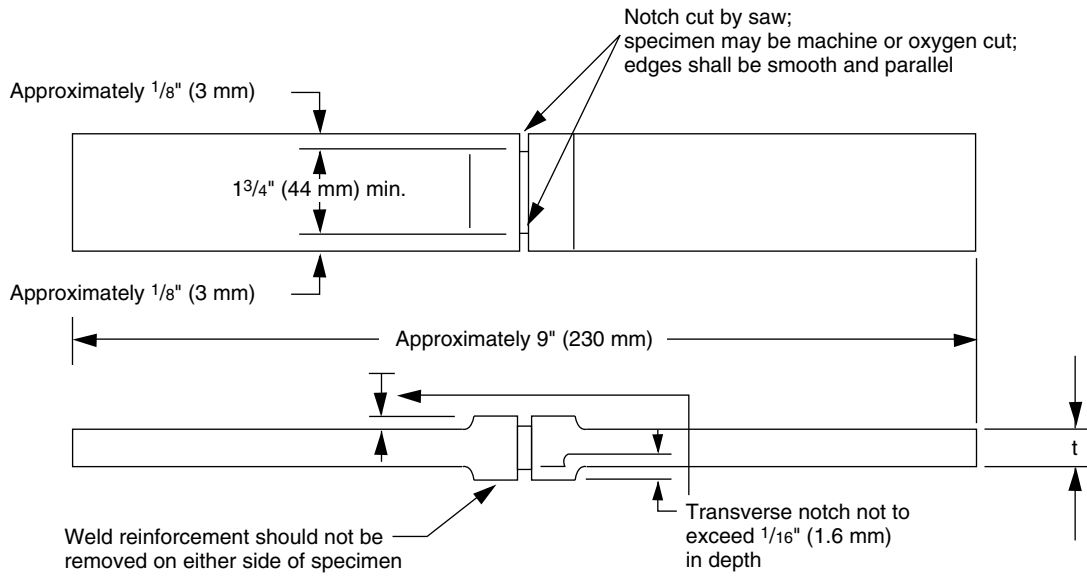 Notch cut by saw;
specimen may be machine or oxygen cut;
edges shall be smooth and parallel
Approximately 1/8" (3 mm)
1 3/4" (44 mm) min.
Approximately 1/8" (3 mm)
Approximately 9" (230 mm)
t
Weld reinforcement should not be
removed on either side of specimen
Transverse notch not to
exceed 1/16" (1.6 mm)
in depth